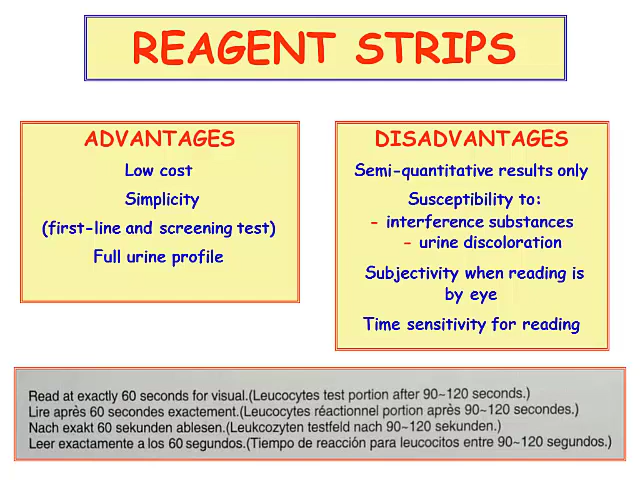 REAGENT STRIPS
ADVANTAGES
Low cost
Simplicity
(first-line and screening test)
Full urine profile
DISADVANTAGES
Semi-quantitative results only
Susceptibility to:
- interference substances
- urine discoloration
Subjectivity when reading is
by eye
Time sensitivity for reading
Read at exactly 60 seconds for visual.(Leucocytes test portion after 90~120 seconds.)
Lire après 60 secondes exactement.(Leucocytes réactionnel portion après 90~120 secondes.)
Nach exakt 60 sekunden ablesen.(Leukcozyten testfeld nach 90~120 sekunden.)
Leer exactamente a los 60 segundos.(Tiempo de reacción para leucocitos entre 90~120 segundos.)